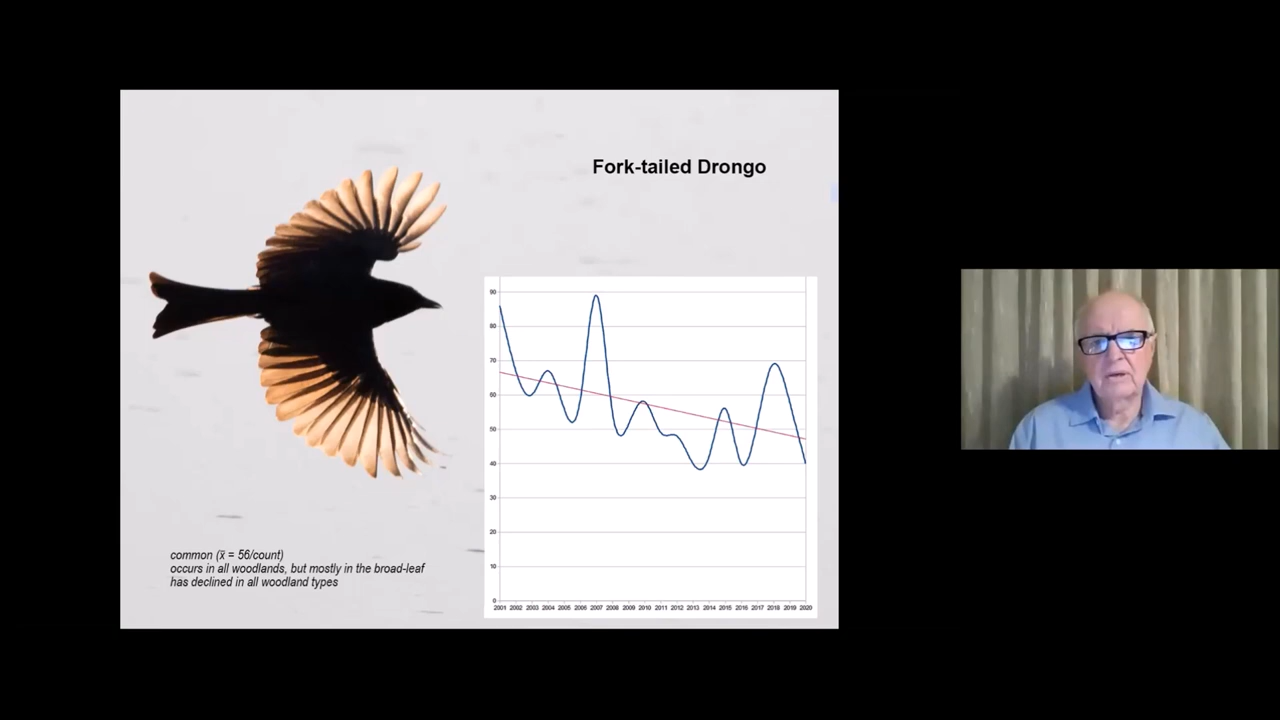 Fork-tailed Drongo
90
80
70
60
50
40
30
20
10
0
2001 2002 2003 2004 2005 2006 2007 2008 2009 2010 2011 2012 2013 2014 2015 2016 2017 2018 2019 2020
common (x̄ = 56/count)
occurs in all woodlands, but mostly in the broad-leaf
has declined in all woodland types